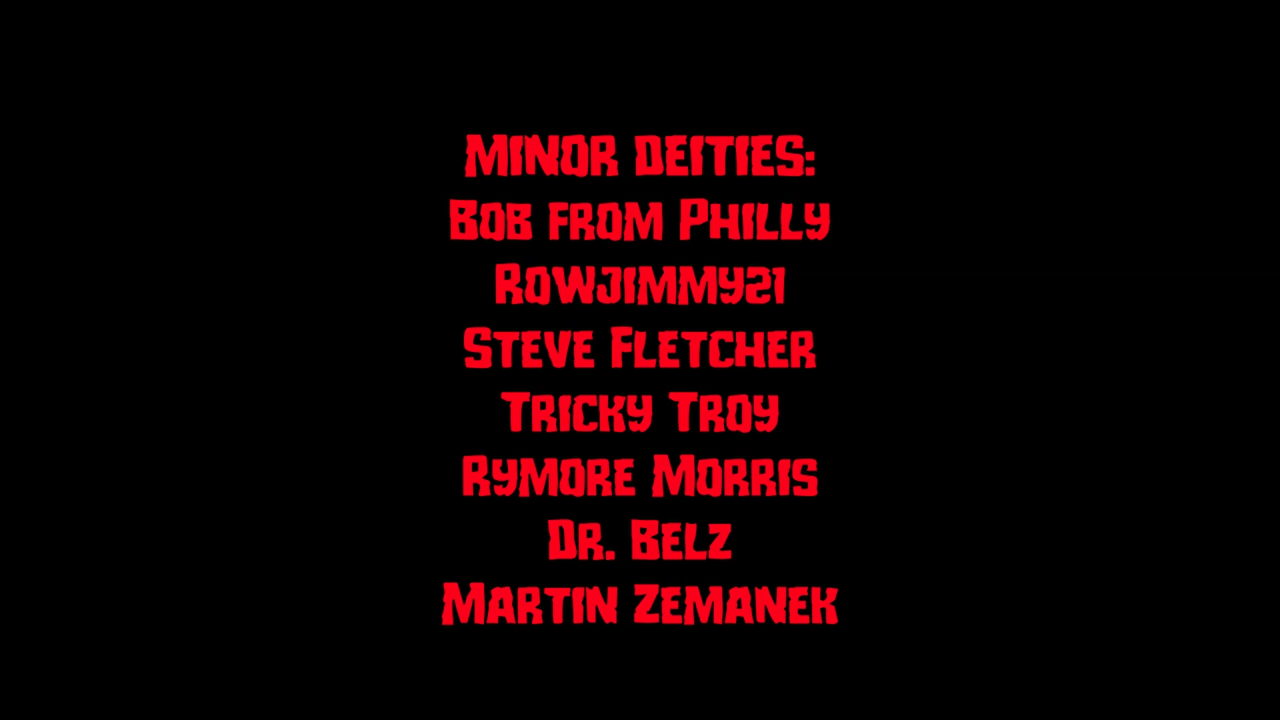 MINOR DEITIES:
BOB FROM PHILLY
ROWJIMMY21
STEVE FLETCHER
TRICKY TROY
RYMORE MORRIS
DR. BELZ
MARTIN ZEMANEK